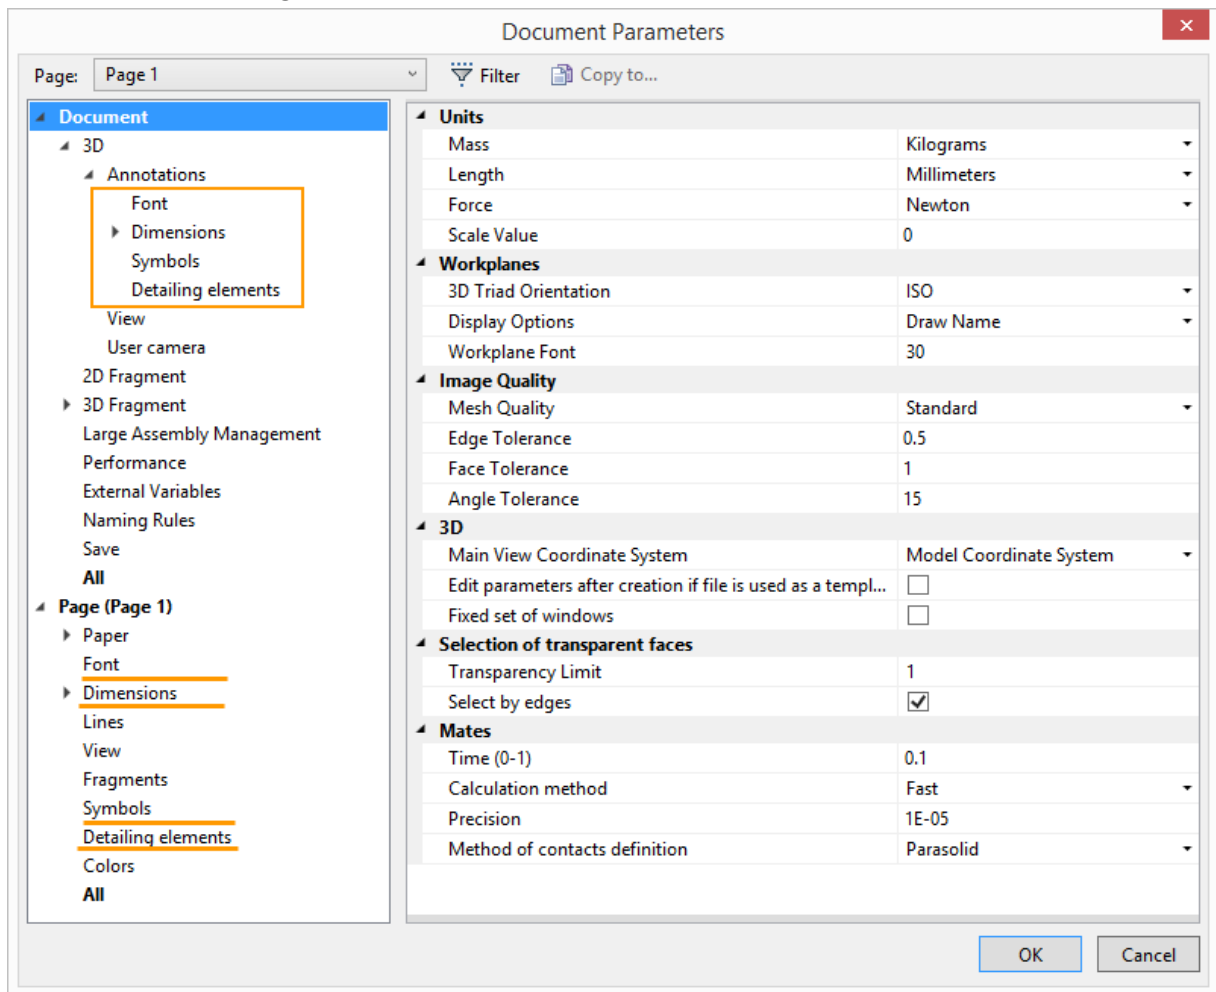 Document Parameters
Page: Page 1 Filter Copy to...
Document
3D
Annotations
Font
Dimensions
Symbols
Detailing elements
View
User camera
2D Fragment
3D Fragment
Large Assembly Management
Performance
External Variables
Naming Rules
Save
All
Page (Page 1)
Paper
Font
Dimensions
Lines
View
Fragments
Symbols
Detailing elements
Colors
All
Units
Mass Kilograms
Length Millimeters
Force Newton
Scale Value 0
Workplanes
3D Triad Orientation ISO
Display Options Draw Name
Workplane Font 30
Image Quality
Mesh Quality Standard
Edge Tolerance 0.5
Face Tolerance 1
Angle Tolerance 15
3D
Main View Coordinate System Model Coordinate System
Edit parameters after creation if file is used as a templ...
Fixed set of windows
Selection of transparent faces
Transparency Limit 1
Select by edges
Mates
Time (0-1) 0.1
Calculation method Fast
Precision 1E-05
Method of contacts definition Parasolid
OK Cancel